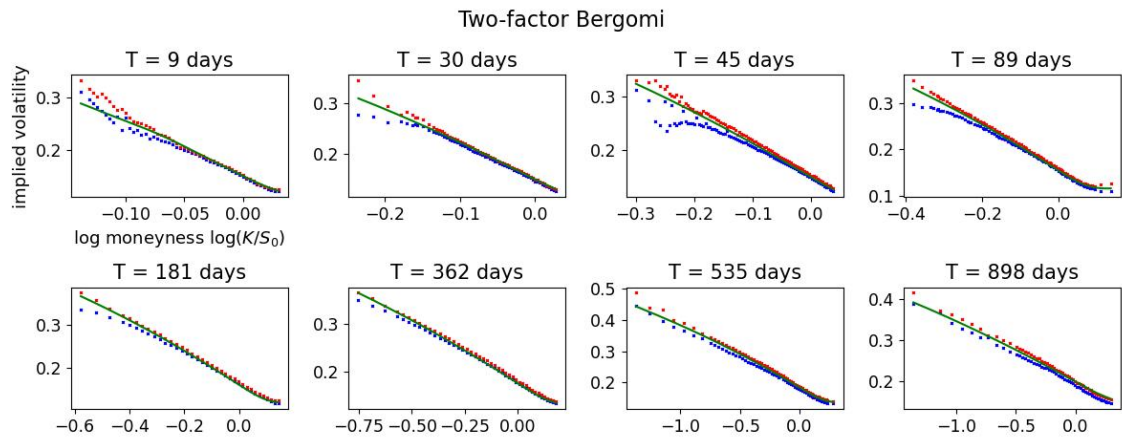 Two-factor Bergomi
T = 9 days
T = 30 days
T = 45 days
T = 89 days
implied volatility
0.3
0.2
0.3
0.2
0.3
0.2
0.3
0.2
0.1
−0.10 −0.05 0.00
−0.2 −0.1 0.0
−0.3 −0.2 −0.1 0.0
−0.4 −0.2 0.0
log moneyness log(K/S₀)
T = 181 days
T = 362 days
T = 535 days
T = 898 days
0.3
0.2
0.3
0.2
0.5
0.4
0.3
0.2
0.4
0.3
0.2
−0.6 −0.4 −0.2 0.0
−0.75 −0.50 −0.25 0.00
−1.0 −0.5 0.0
−1.0 −0.5 0.0